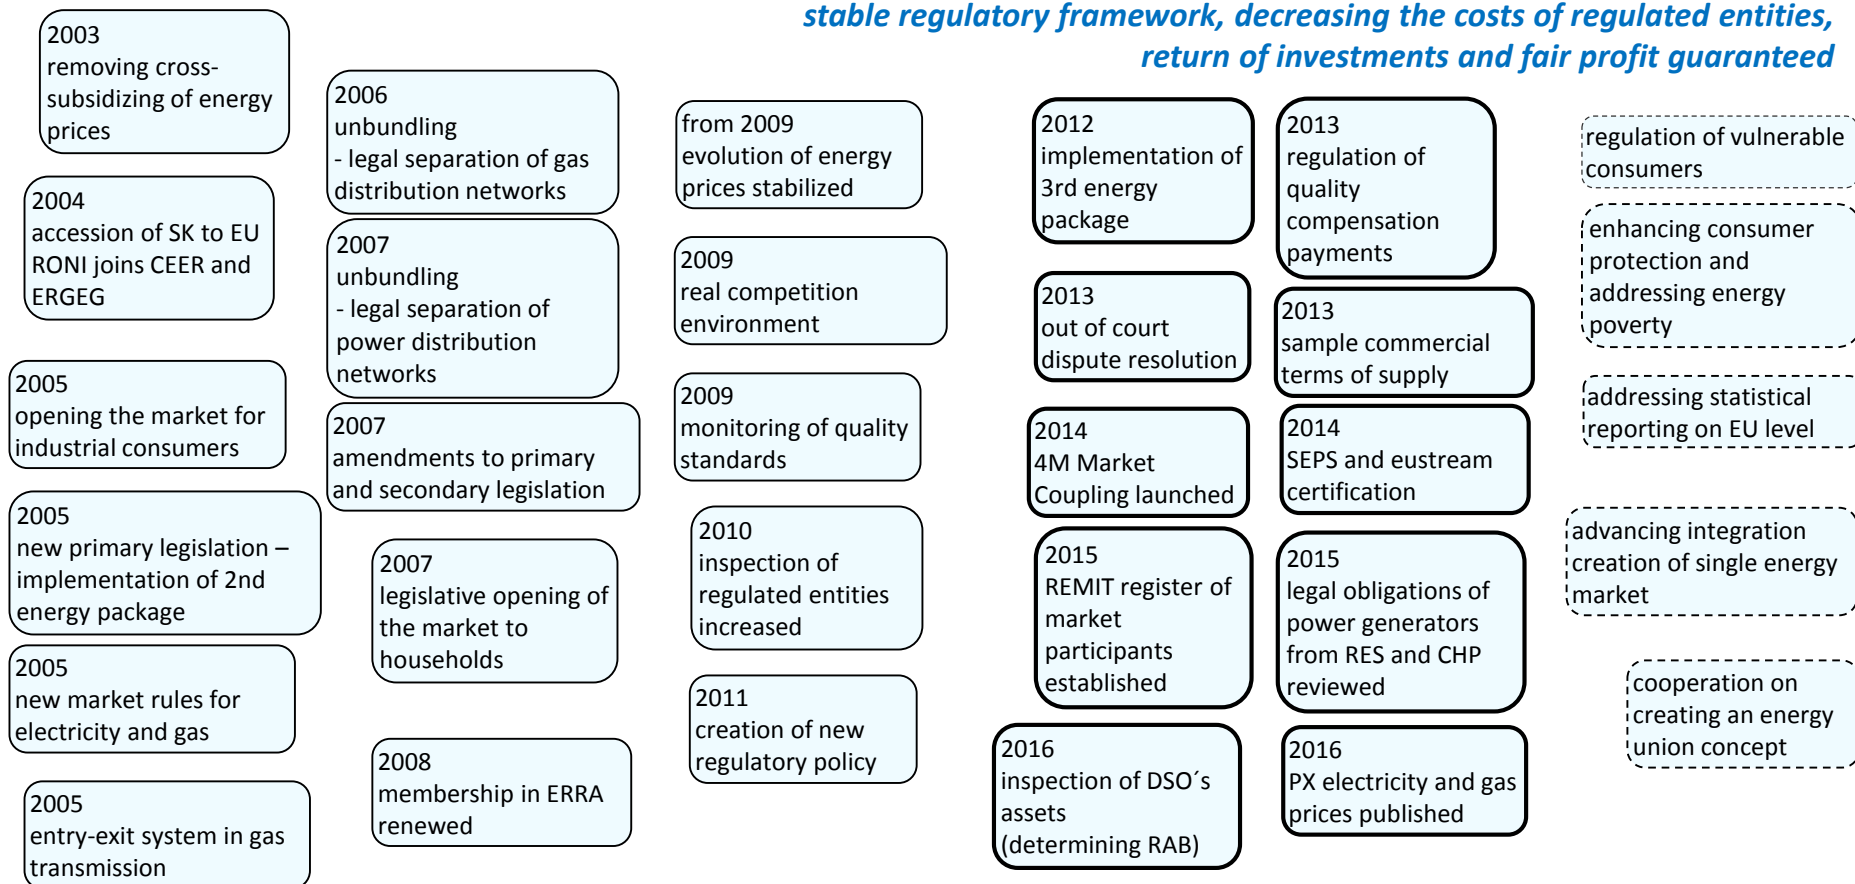 stable regulatory framework, decreasing the costs of regulated entities,
return of investments and fair profit guaranteed
2003
removing cross-
subsidizing of energy
prices
2004
accession of SK to EU
RONI joins CEER and
ERGEG
2005
opening the market for
industrial consumers
2005
new primary legislation –
implementation of 2nd
energy package
2005
new market rules for
electricity and gas
2005
entry-exit system in gas
transmission
2006
unbundling
- legal separation of gas
distribution networks
2007
unbundling
- legal separation of
power distribution
networks
2007
amendments to primary
and secondary legislation
2007
legislative opening of
the market to
households
2008
membership in ERRA
renewed
from 2009
evolution of energy
prices stabilized
2009
real competition
environment
2009
monitoring of quality
standards
2010
inspection of
regulated entities
increased
2011
creation of new
regulatory policy
2012
implementation of
3rd energy
package
2013
out of court
dispute resolution
2014
4M Market
Coupling launched
2015
REMIT register of
market
participants
established
2016
inspection of DSO´s
assets
(determining RAB)
2013
regulation of
quality
compensation
payments
2013
sample commercial
terms of supply
2014
SEPS and eustream
certification
2015
legal obligations of
power generators
from RES and CHP
reviewed
2016
PX electricity and gas
prices published
regulation of vulnerable
consumers
enhancing consumer
protection and
addressing energy
poverty
addressing statistical
reporting on EU level
advancing integration
creation of single energy
market
cooperation on
creating an energy
union concept